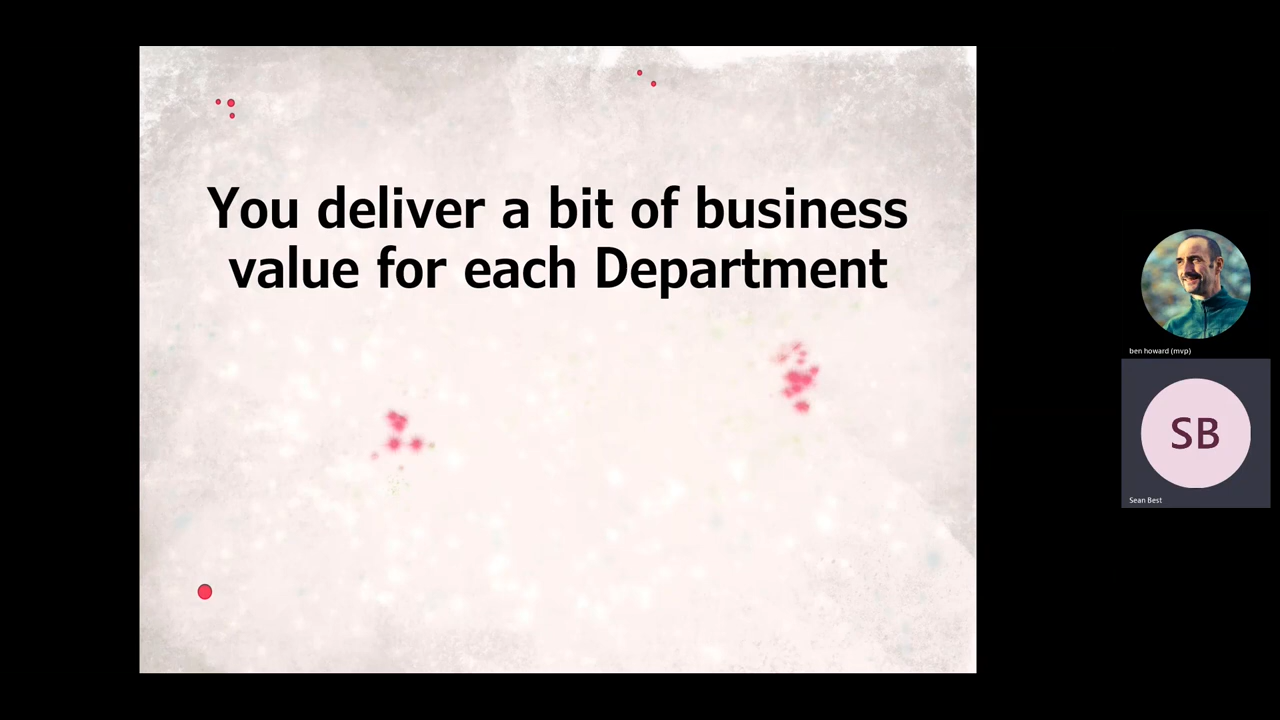 You deliver a bit of business
value for each Department
ben howard (mvp)
SB
Sean Best